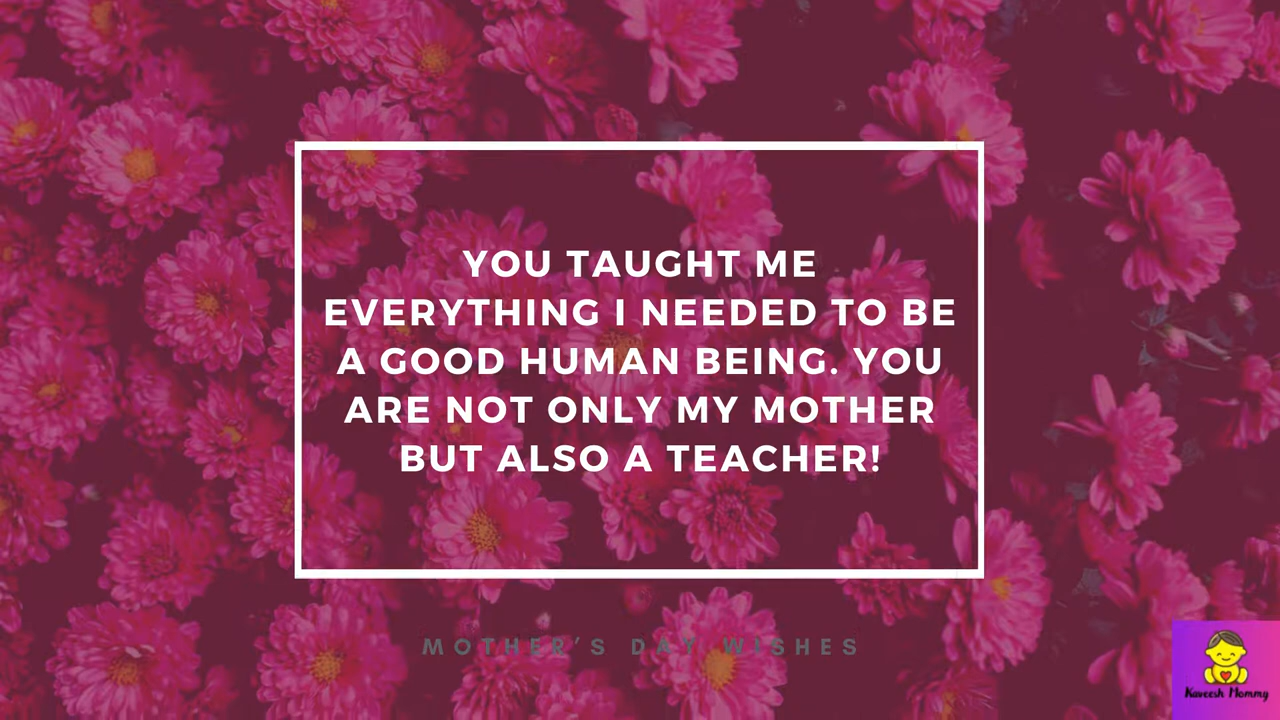 YOU TAUGHT ME
EVERYTHING I NEEDED TO BE
A GOOD HUMAN BEING. YOU
ARE NOT ONLY MY MOTHER
BUT ALSO A TEACHER!
MOTHER'S DAY WISHES
Kaveesh Mommy